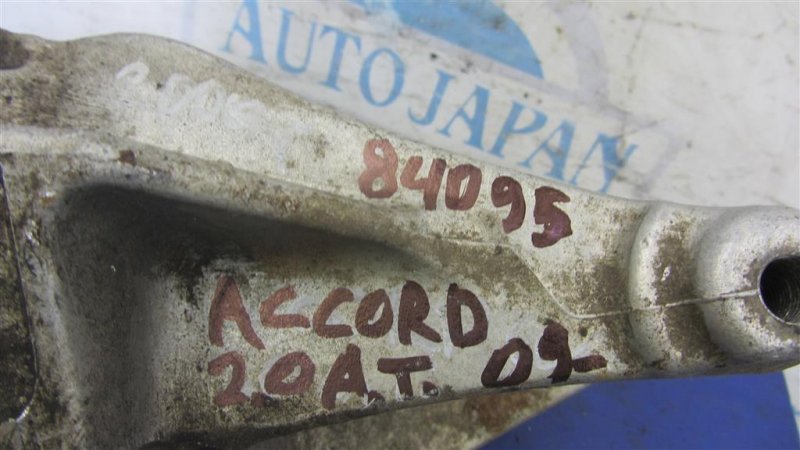 AUTO JAPAN
84095
ACCORD
2.0 A.T. 09-